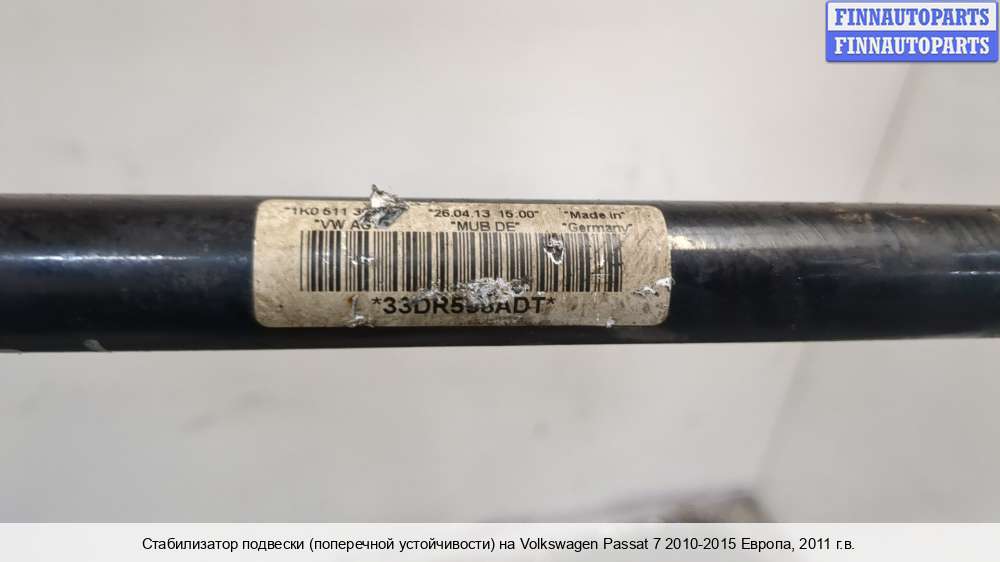 FINNAUTOPARTS
FINNAUTOPARTS
"1K0 511 "26.04.13 15:00" "Made in"
"VW AG" "MUB DE" "Germany"
Стабилизатор подвески (поперечной устойчивости) на Volkswagen Passat 7 2010-2015 Европа, 2011 г.в.